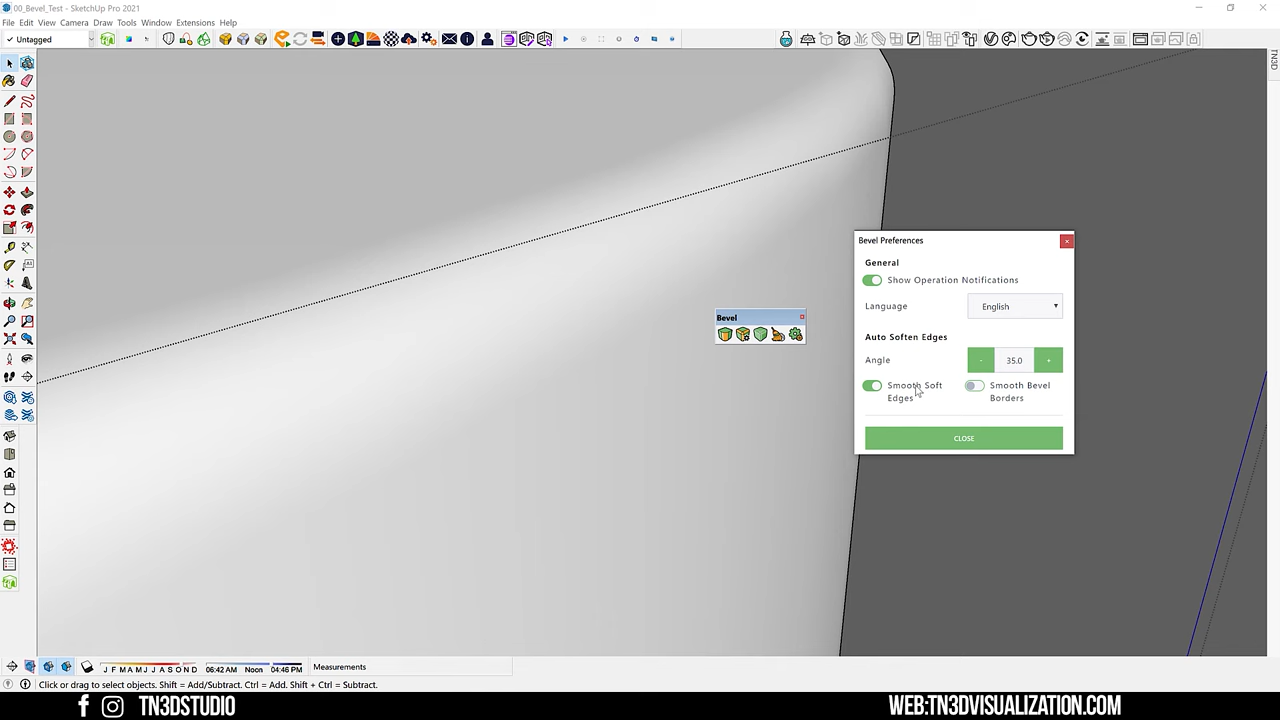 00_Bevel_Test - SketchUp Pro 2021
File Edit View Camera Draw Tools Window Extensions Help
✓ Untagged
TN3D
Bevel Preferences
General
Show Operation Notifications
Language English
Bevel
Auto Soften Edges
Angle - 35.0 +
Smooth Soft Edges
Smooth Bevel Borders
CLOSE
J F M A M J J A S O N D 06:42 AM Noon 04:46 PM Measurements
Click or drag to select objects. Shift = Add/Subtract. Ctrl = Add. Shift + Ctrl = Subtract.
TN3DSTUDIO WEB:TN3DVISUALIZATION.COM